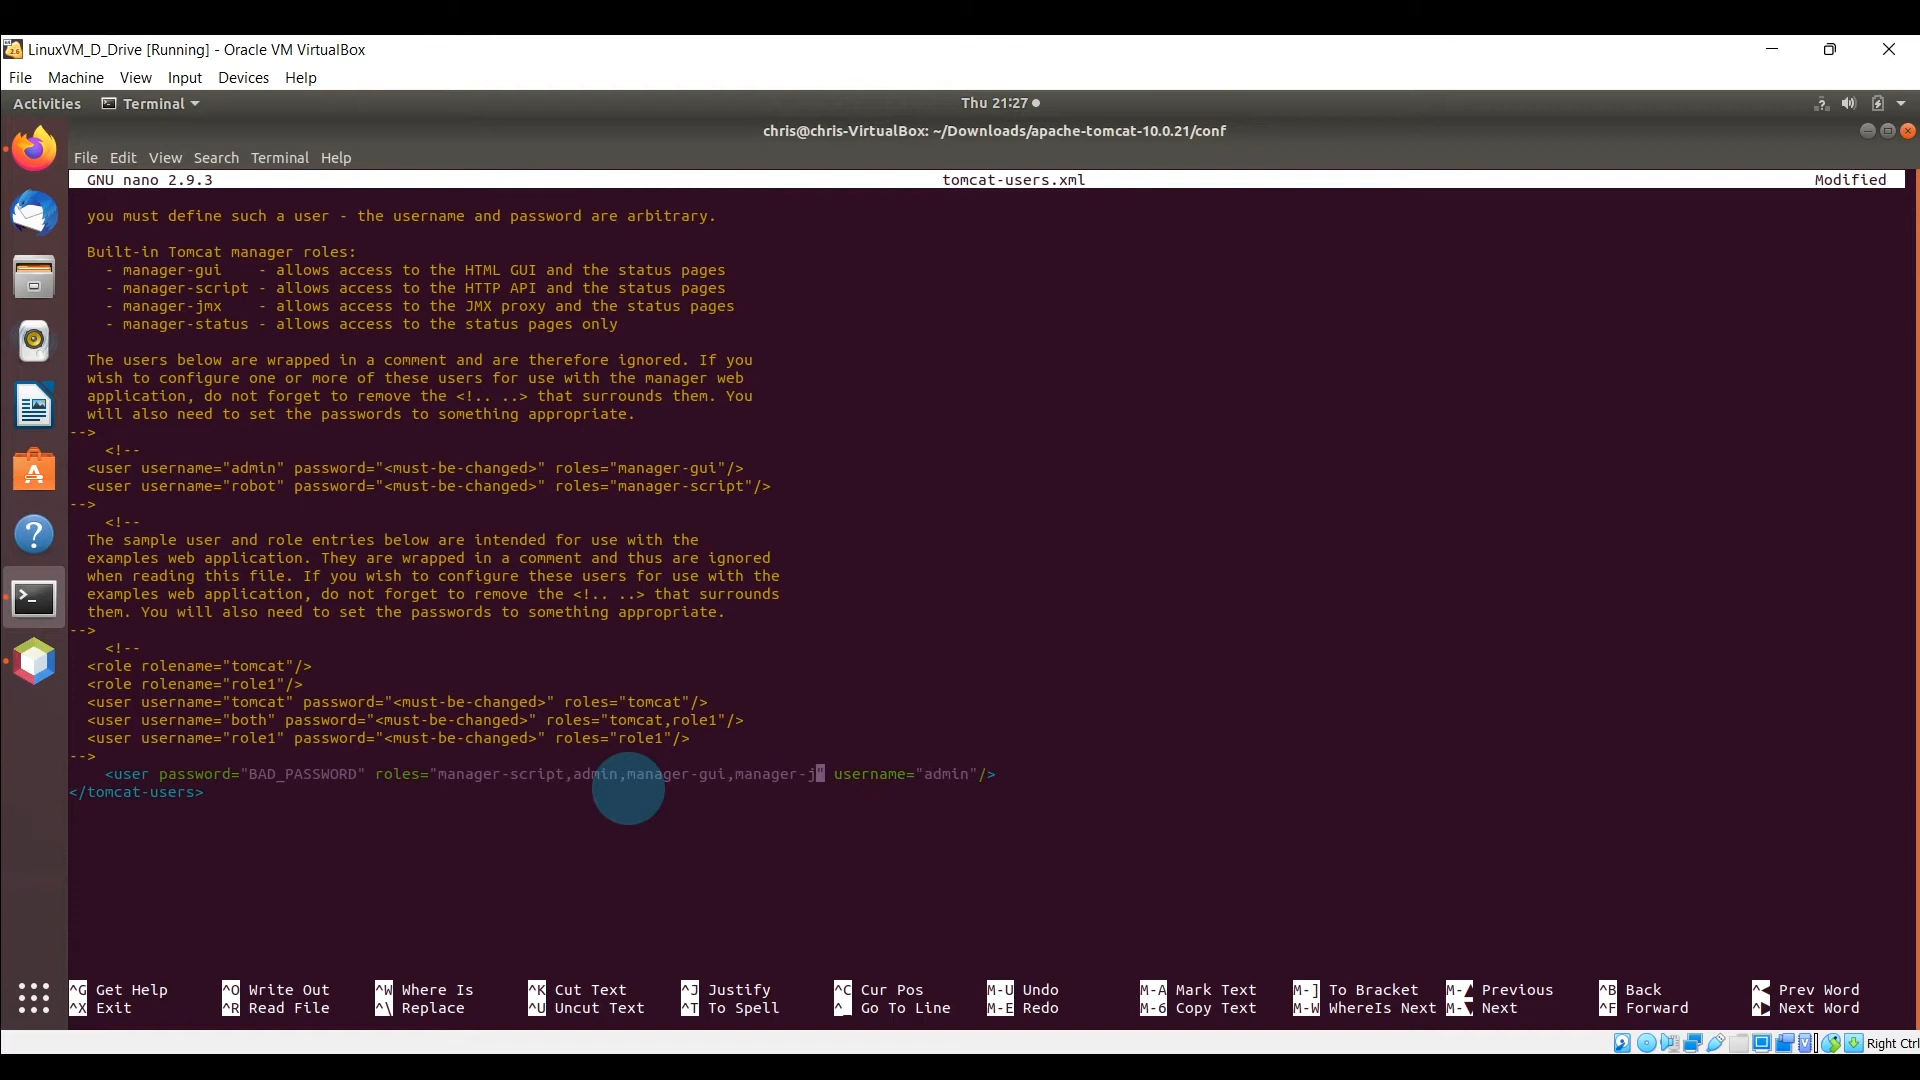 LinuxVM_D_Drive [Running] - Oracle VM VirtualBox
File Machine View Input Devices Help
Activities Terminal Thu 21:27
chris@chris-VirtualBox: ~/Downloads/apache-tomcat-10.0.21/conf
File Edit View Search Terminal Help
GNU nano 2.9.3 tomcat-users.xml Modified
you must define such a user - the username and password are arbitrary.
Built-in Tomcat manager roles:
- manager-gui - allows access to the HTML GUI and the status pages
- manager-script - allows access to the HTTP API and the status pages
- manager-jmx - allows access to the JMX proxy and the status pages
- manager-status - allows access to the status pages only
The users below are wrapped in a comment and are therefore ignored. If you
wish to configure one or more of these users for use with the manager web
application, do not forget to remove the <!.. ..> that surrounds them. You
will also need to set the passwords to something appropriate.
-->
<!--
<user username="admin" password="<must-be-changed>" roles="manager-gui"/>
<user username="robot" password="<must-be-changed>" roles="manager-script"/>
-->
<!--
The sample user and role entries below are intended for use with the
examples web application. They are wrapped in a comment and thus are ignored
when reading this file. If you wish to configure these users for use with the
examples web application, do not forget to remove the <!.. ..> that surrounds
them. You will also need to set the passwords to something appropriate.
-->
<!--
<role rolename="tomcat"/>
<role rolename="role1"/>
<user username="tomcat" password="<must-be-changed>" roles="tomcat"/>
<user username="both" password="<must-be-changed>" roles="tomcat,role1"/>
<user username="role1" password="<must-be-changed>" roles="role1"/>
-->
<user password="BAD_PASSWORD" roles="manager-script,admin,manager-gui,manager-j" username="admin"/>
</tomcat-users>
^G Get Help ^O Write Out ^W Where Is ^K Cut Text ^J Justify ^C Cur Pos M-U Undo M-A Mark Text M-] To Bracket M-▲ Previous ^B Back ^◀ Prev Word
^X Exit ^R Read File ^\ Replace ^U Uncut Text ^T To Spell ^_ Go To Line M-E Redo M-6 Copy Text M-W WhereIs Next M-▼ Next ^F Forward ^▶ Next Word
Right Ctrl